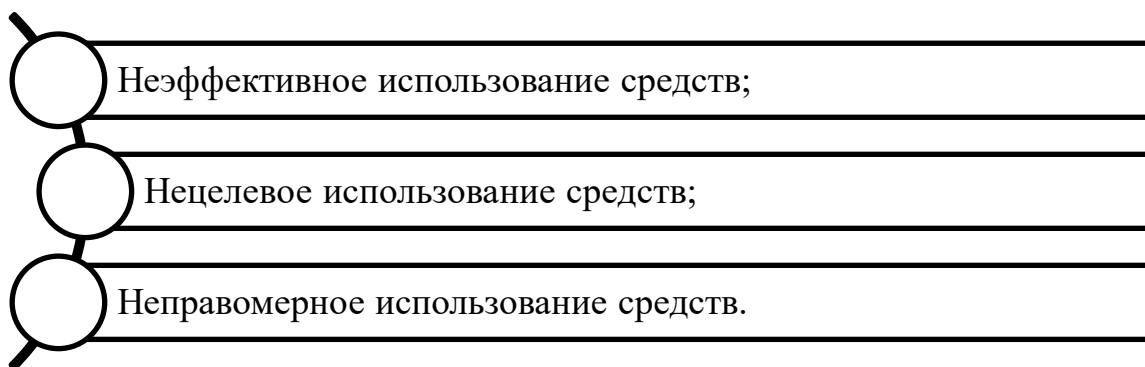 Неэффективное использование средств;
Нецелевое использование средств;
Неправомерное использование средств.